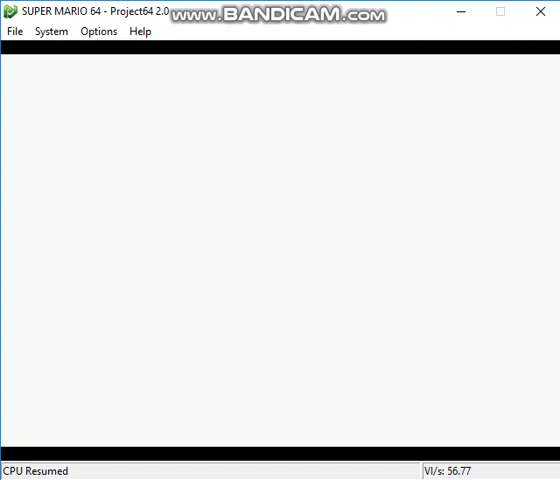 SUPER MARIO 64 - Project64 2.0
www.BANDICAM.com
File System Options Help
CPU Resumed
VI/s: 56.77